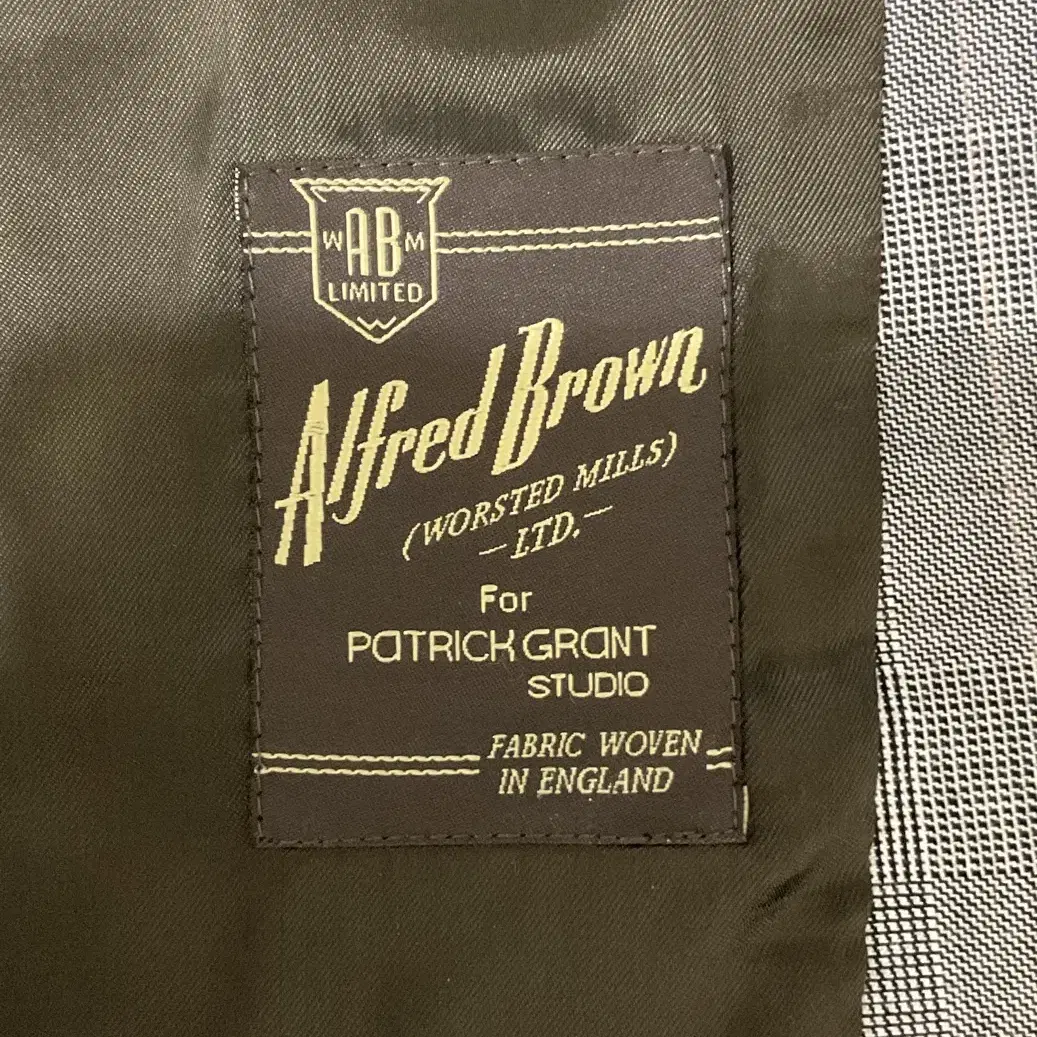 W AB M
LIMITED
W
Alfred Brown
(WORSTED MILLS)
— LTD. —
For
PATRICK GRANT
STUDIO
FABRIC WOVEN
IN ENGLAND